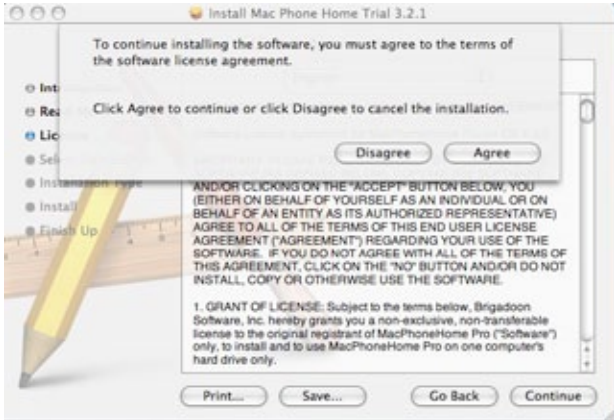 Install Mac Phone Home Trial 3.2.1
To continue installing the software, you must agree to the terms of
the software license agreement.
Click Agree to continue or click Disagree to cancel the installation.
Disagree
Agree
Int
Rea
Lic
Sel
Installation Type
Install
Finish Up
AND/OR CLICKING ON THE "ACCEPT" BUTTON BELOW, YOU
(EITHER ON BEHALF OF YOURSELF AS AN INDIVIDUAL OR ON
BEHALF OF AN ENTITY AS ITS AUTHORIZED REPRESENTATIVE)
AGREE TO ALL OF THE TERMS OF THIS END USER LICENSE
AGREEMENT ("AGREEMENT") REGARDING YOUR USE OF THE
SOFTWARE. IF YOU DO NOT AGREE WITH ALL OF THE TERMS OF
THIS AGREEMENT, CLICK ON THE "NO" BUTTON AND/OR DO NOT
INSTALL, COPY OR OTHERWISE USE THE SOFTWARE.
1. GRANT OF LICENSE: Subject to the terms below, Brigadoon
Software, Inc. hereby grants you a non-exclusive, non-transferable
license to the original registrant of MacPhoneHome Pro ("Software")
only, to install and to use MacPhoneHome Pro on one computer's
hard drive only.
Print...
Save...
Go Back
Continue